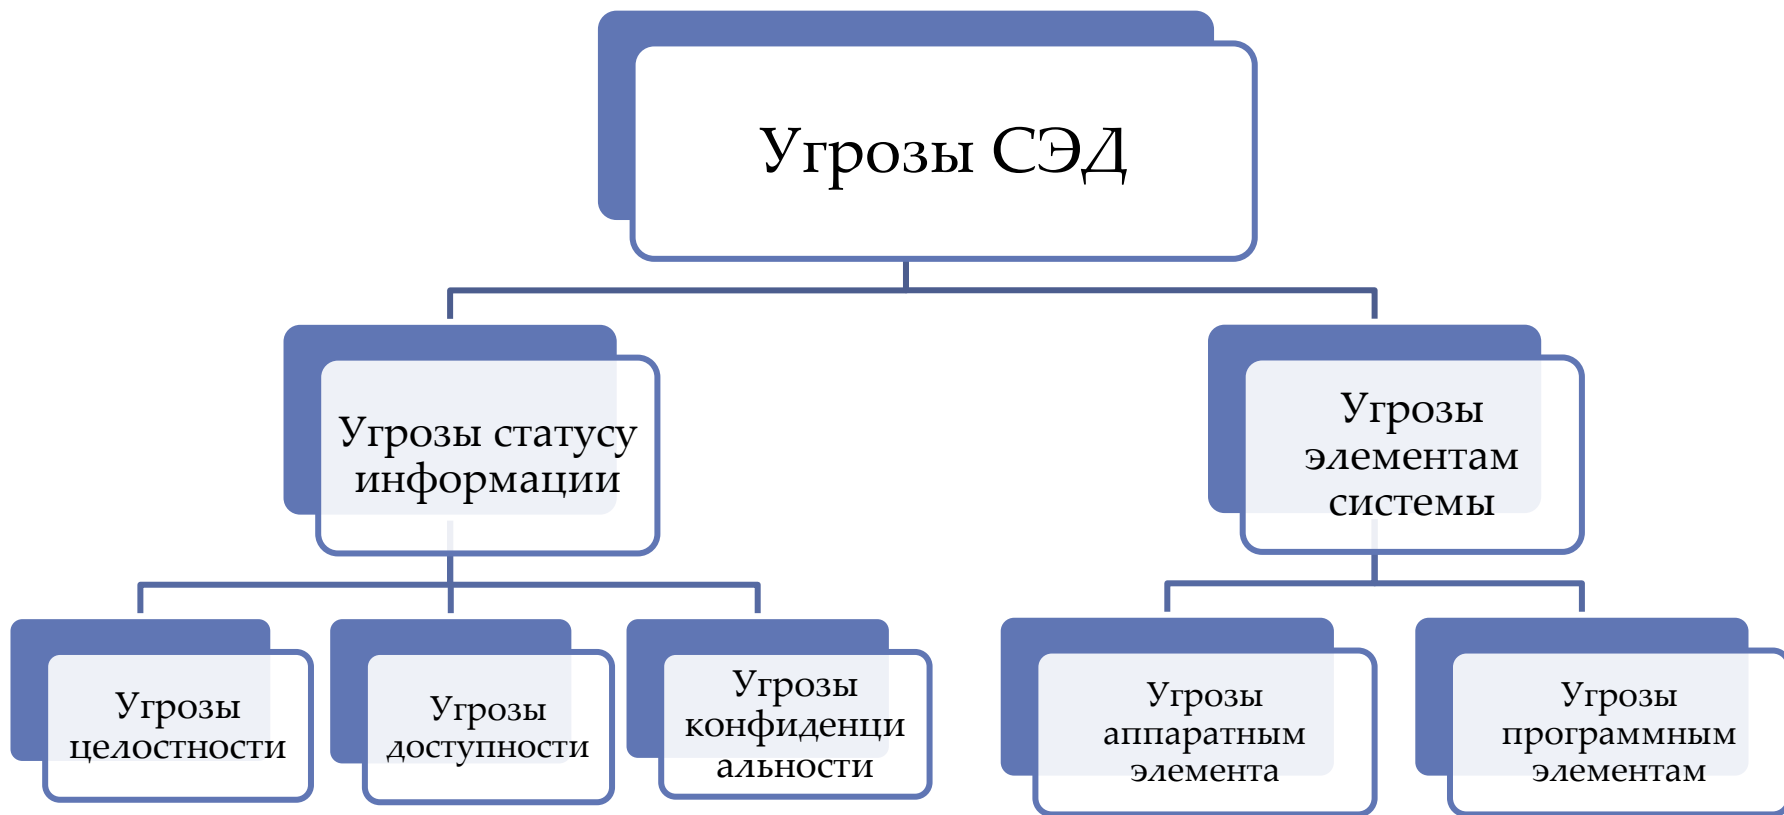 Угрозы СЭД
Угрозы статусу
информации
Угрозы
элементам
системы
Угрозы
целостности
Угрозы
доступности
Угрозы
конфиденци
альности
Угрозы
аппаратным
элемента
Угрозы
программным
элементам